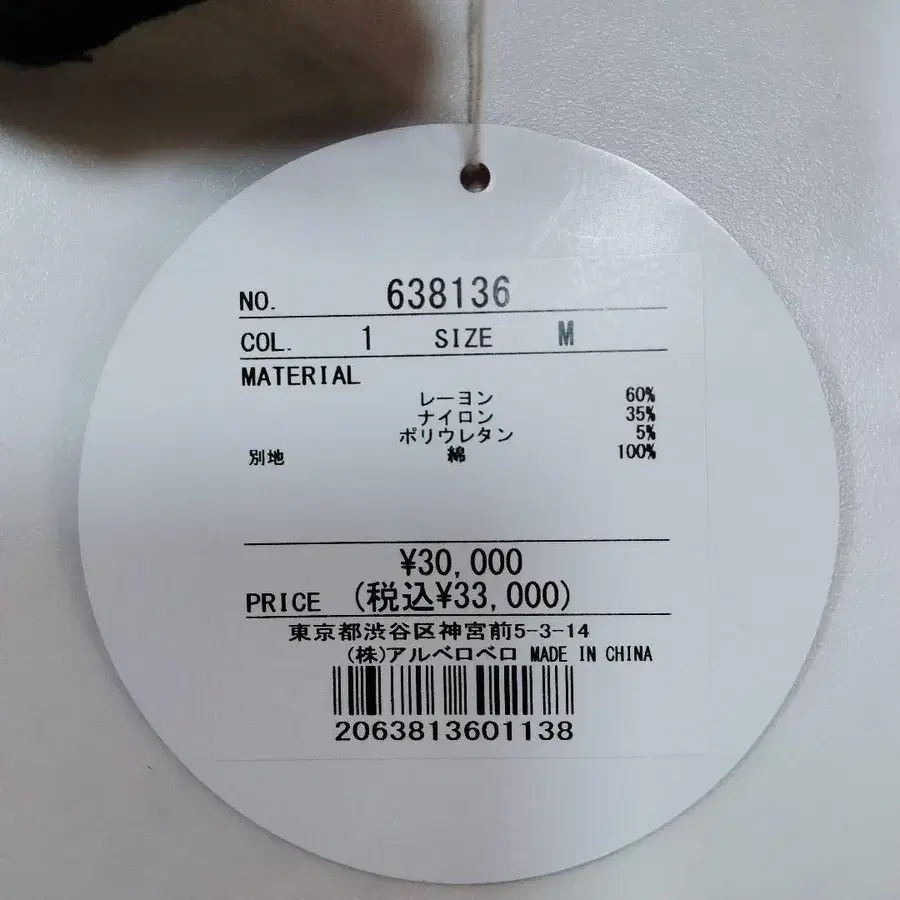 NO. 638136
COL. 1 SIZE M
MATERIAL
レーヨン 60%
ナイロン 35%
ポリウレタン 5%
別地 綿 100%
¥30,000
PRICE (税込¥33,000)
東京都渋谷区神宮前5-3-14
(株)アルベロベロ MADE IN CHINA
2063813601138